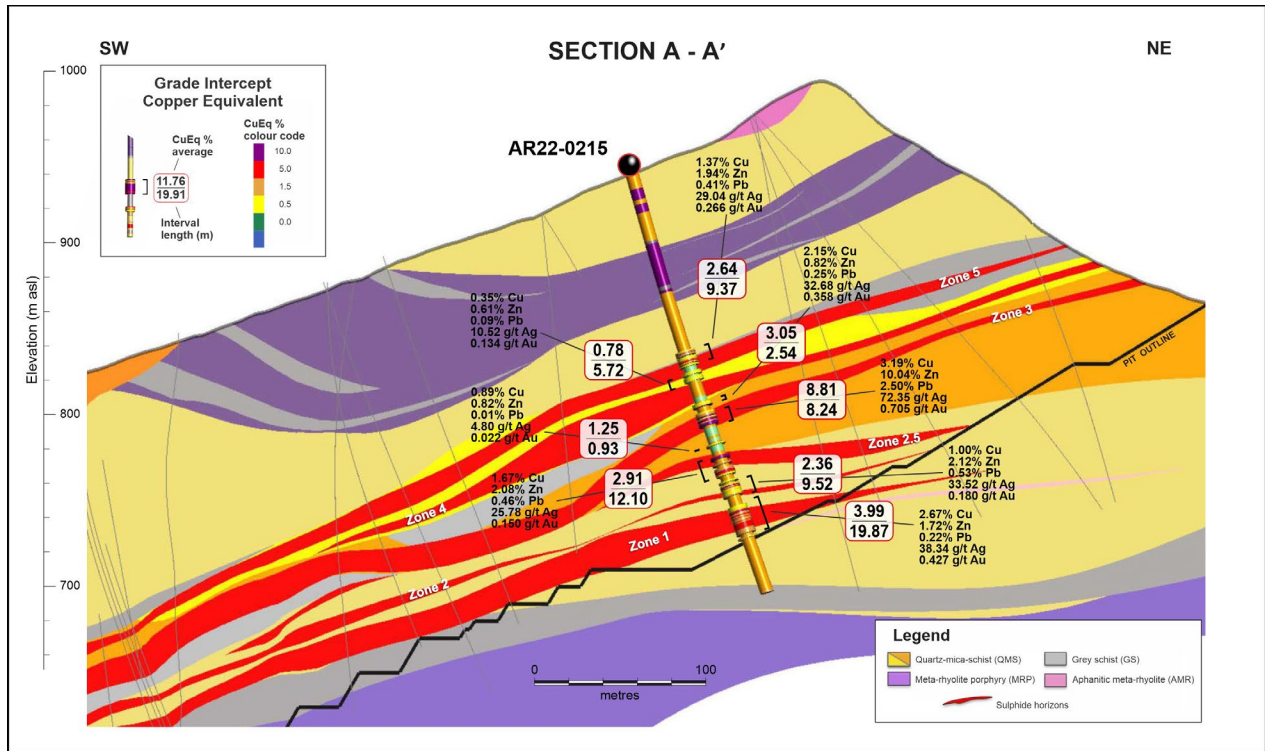 SW
SECTION A - A′
NE
Elevation (m asl)
1000
900
800
700
Grade Intercept
Copper Equivalent
CuEq %
average
11.76
19.91
Interval
length (m)
CuEq %
colour code
10.0
5.0
1.5
0.5
0.0
AR22-0215
1.37% Cu
1.94% Zn
0.41% Pb
29.04 g/t Ag
0.266 g/t Au
2.64
9.37
2.15% Cu
0.82% Zn
0.25% Pb
32.68 g/t Ag
0.358 g/t Au
3.05
2.54
0.35% Cu
0.61% Zn
0.09% Pb
10.52 g/t Ag
0.134 g/t Au
0.78
5.72
3.19% Cu
10.04% Zn
2.50% Pb
72.35 g/t Ag
0.705 g/t Au
8.81
8.24
0.89% Cu
0.82% Zn
0.01% Pb
4.80 g/t Ag
0.022 g/t Au
1.25
0.93
1.67% Cu
2.08% Zn
0.46% Pb
25.78 g/t Ag
0.150 g/t Au
2.91
12.10
2.36
9.52
1.00% Cu
2.12% Zn
0.53% Pb
33.52 g/t Ag
0.180 g/t Au
3.99
19.87
2.67% Cu
1.72% Zn
0.22% Pb
38.34 g/t Ag
0.427 g/t Au
Zone 5
Zone 3
Zone 2.5
Zone 4
Zone 1
Zone 2
PIT OUTLINE
0
100
metres
Legend
Quartz-mica-schist (QMS)
Grey schist (GS)
Meta-rhyolite porphyry (MRP)
Aphanitic meta-rhyolite (AMR)
Sulphide horizons